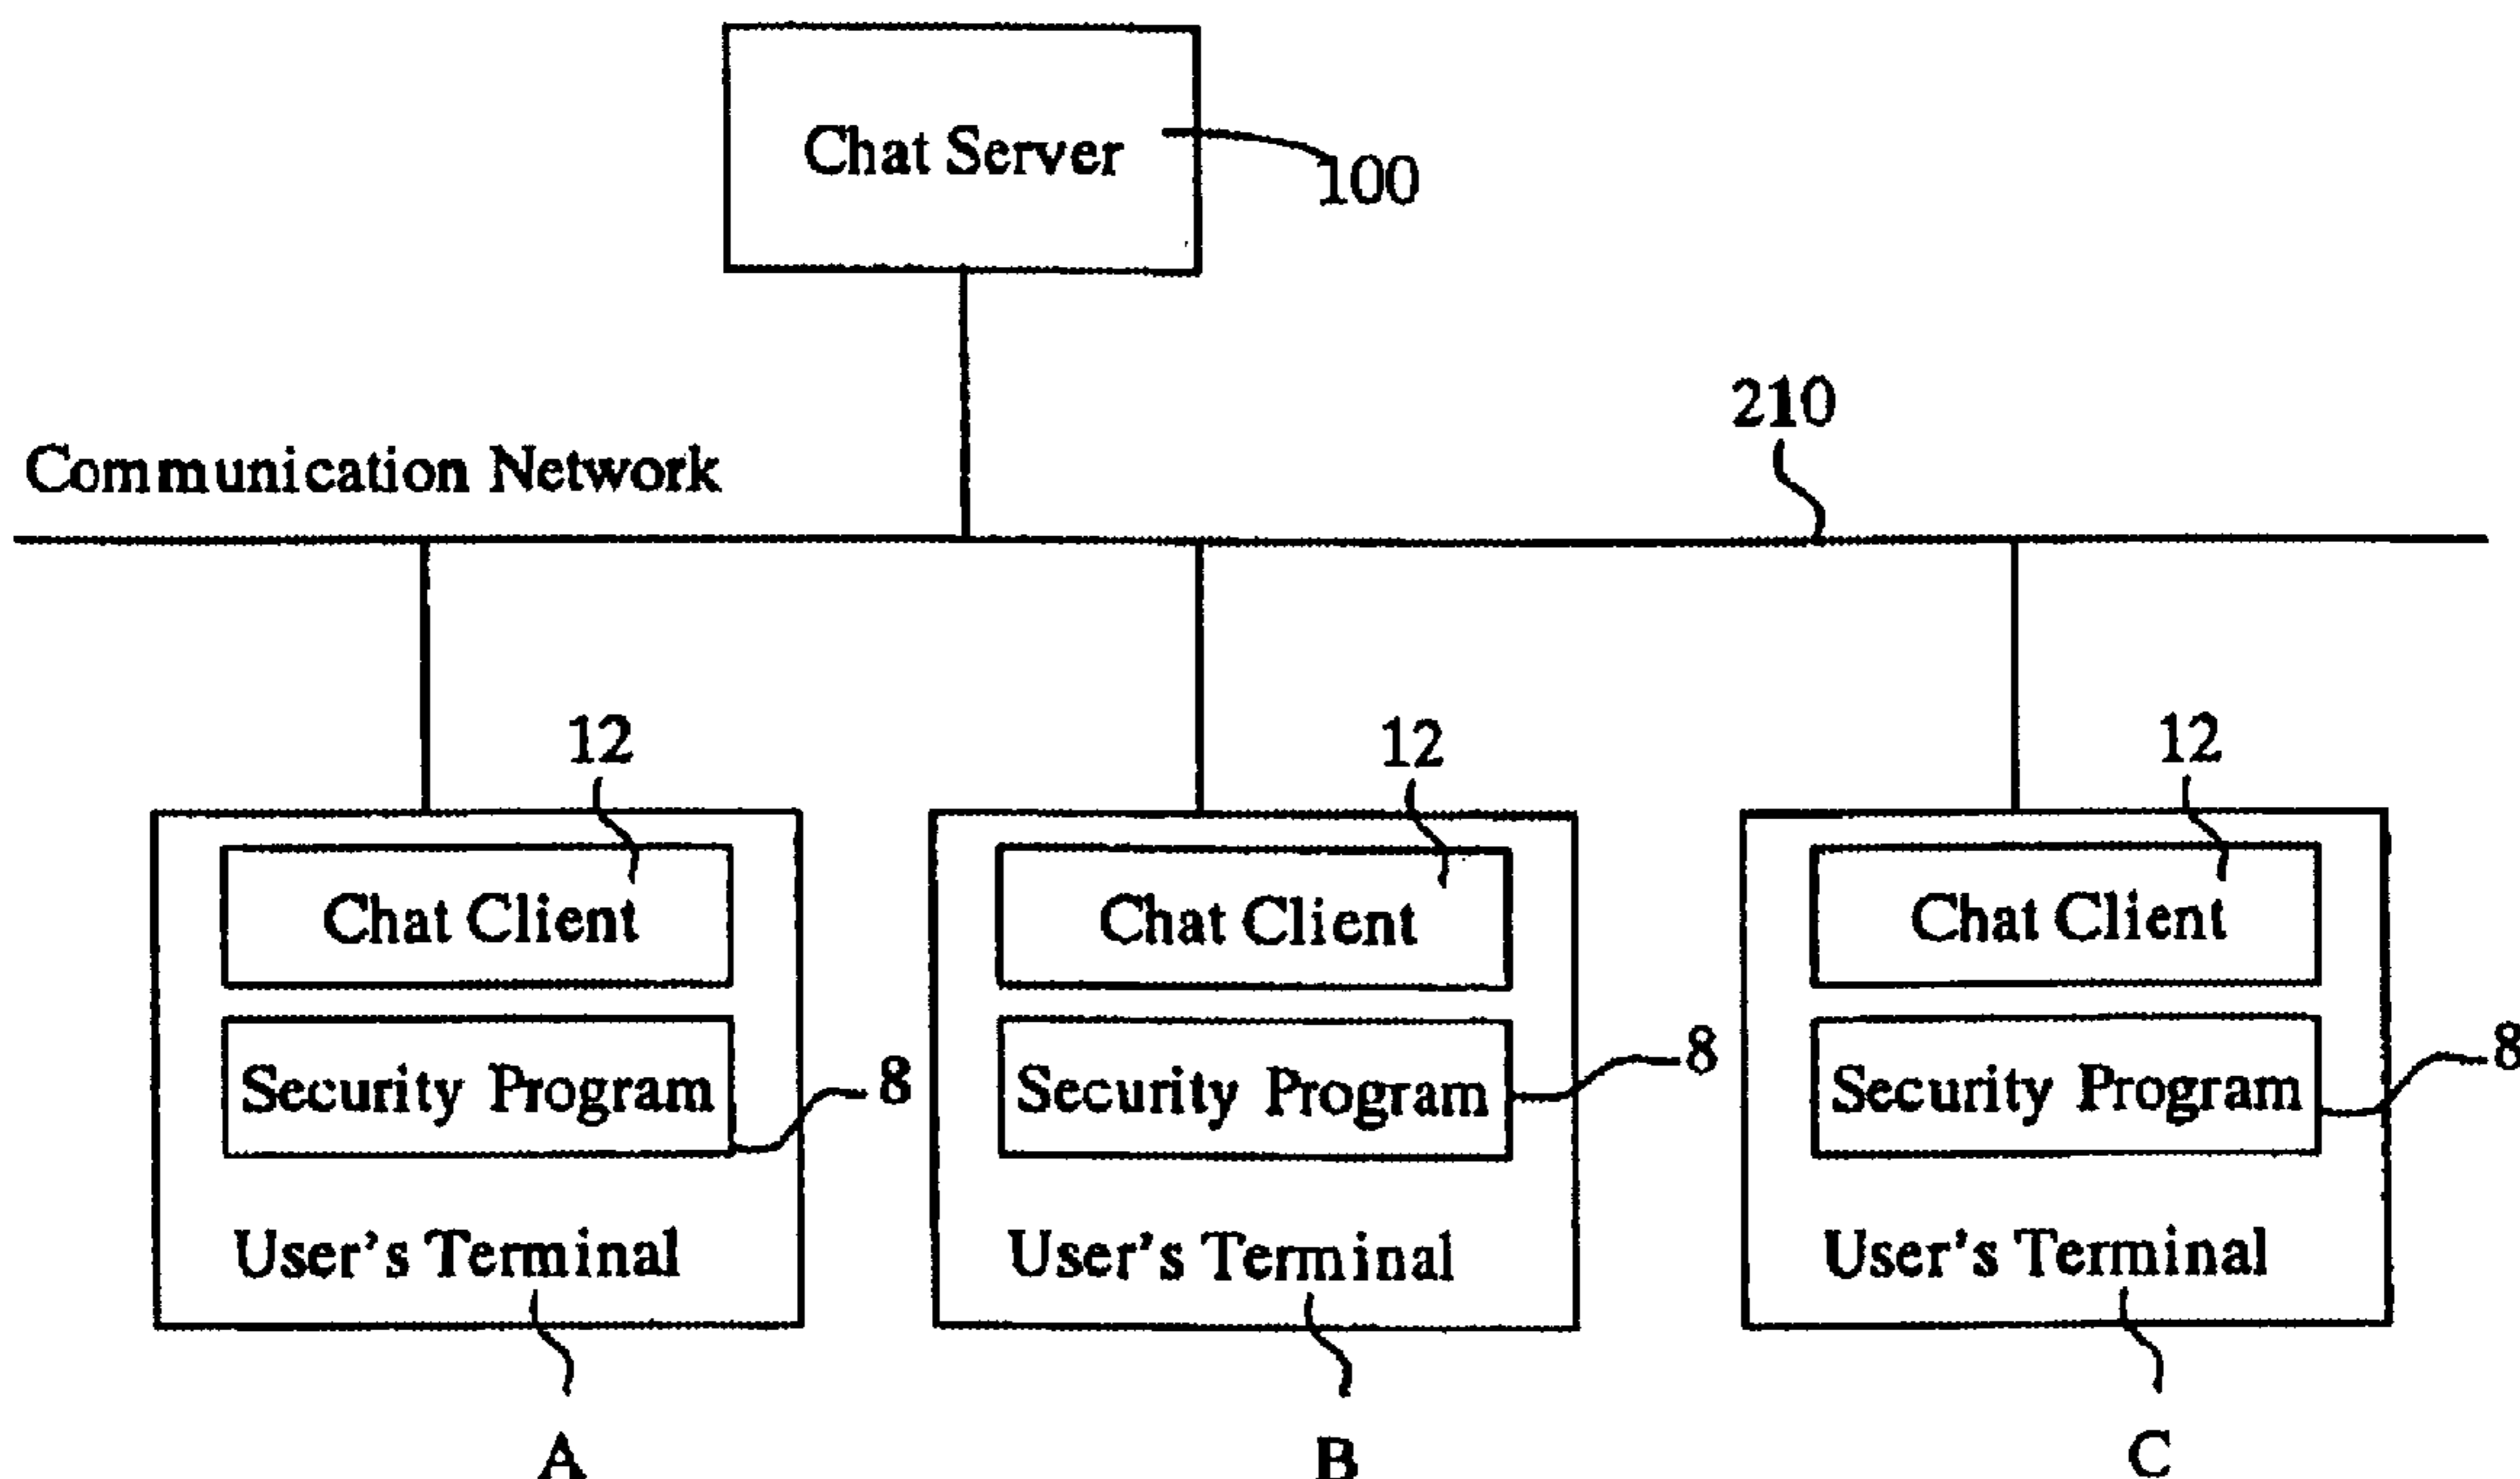 Chat Server
100
210
Communication Network
12
12
12
Chat Client
Chat Client
Chat Client
Security Program
8
Security Program
8
Security Program
8
User's Terminal
User's Terminal
User's Terminal
A
B
C